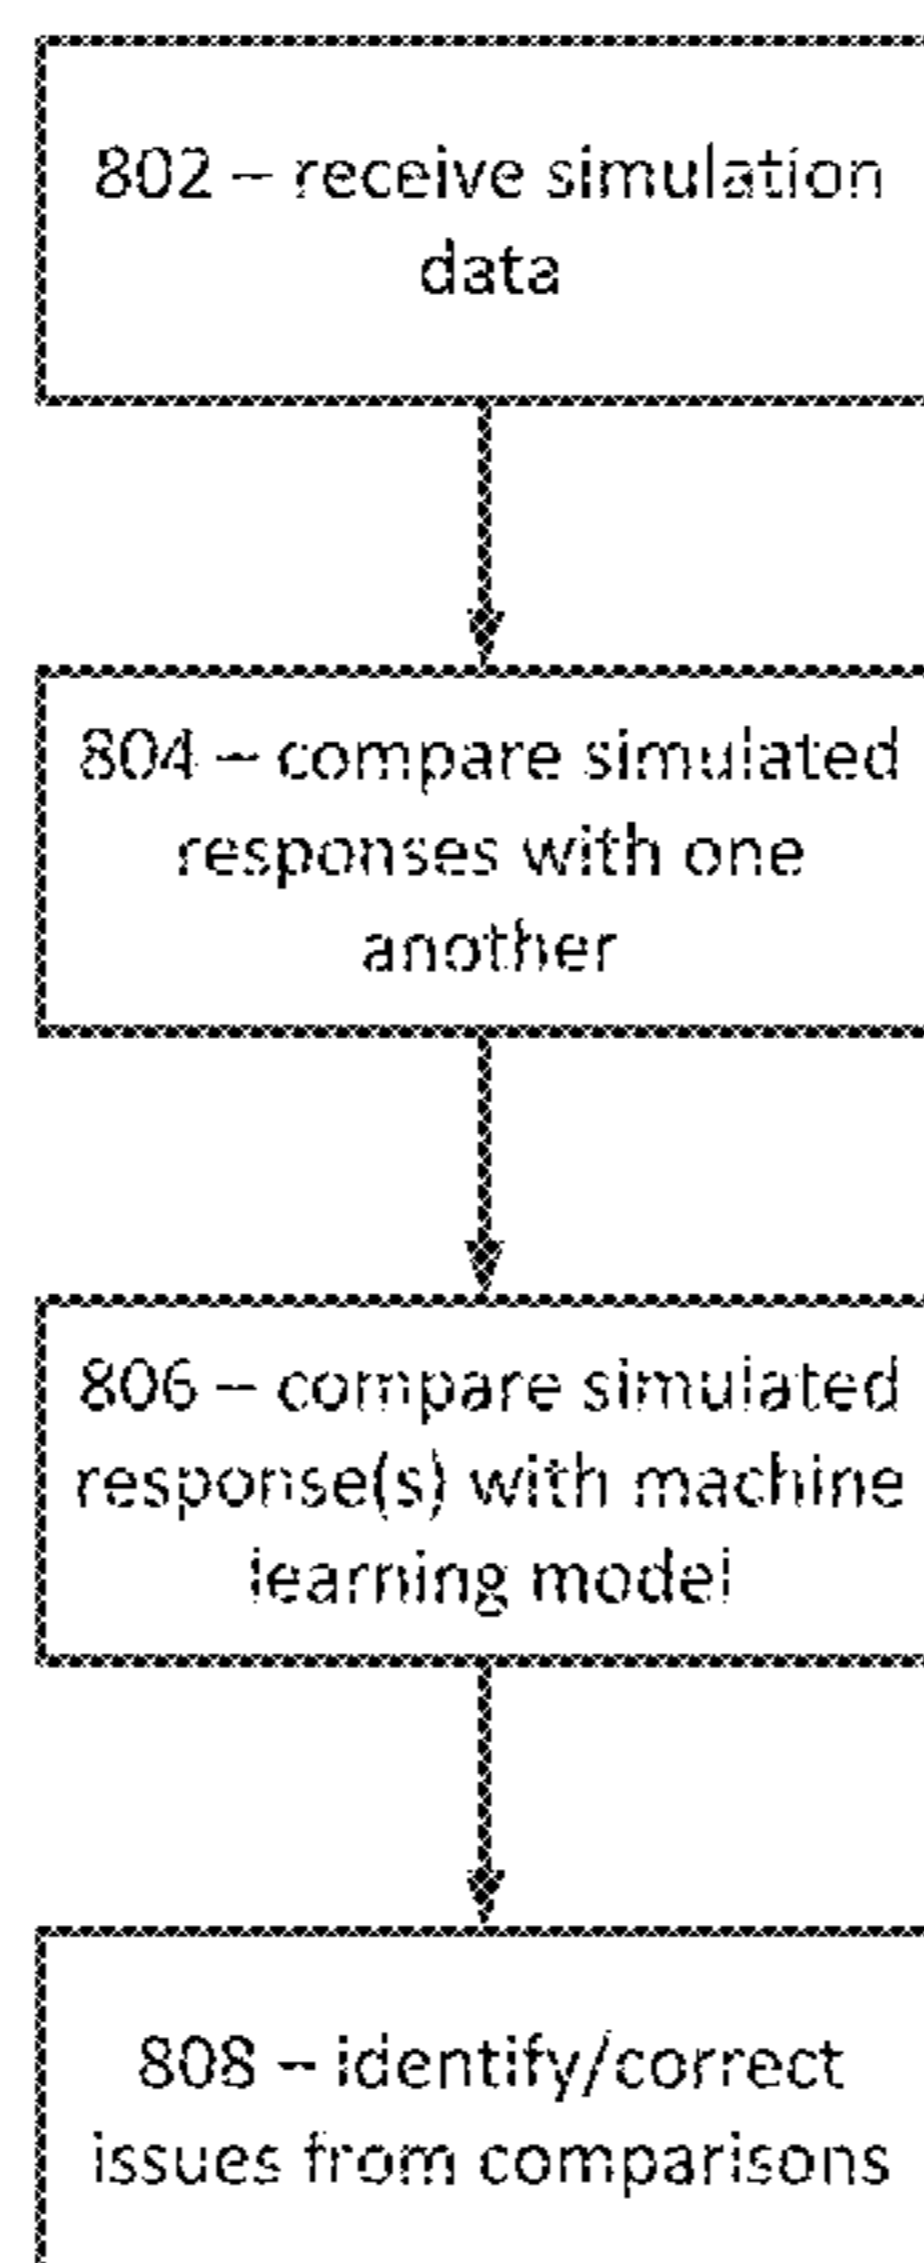 802 – receive simulation
data
804 – compare simulated
responses with one
another
806 – compare simulated
response(s) with machine
learning model
808 – identify/correct
issues from comparisons